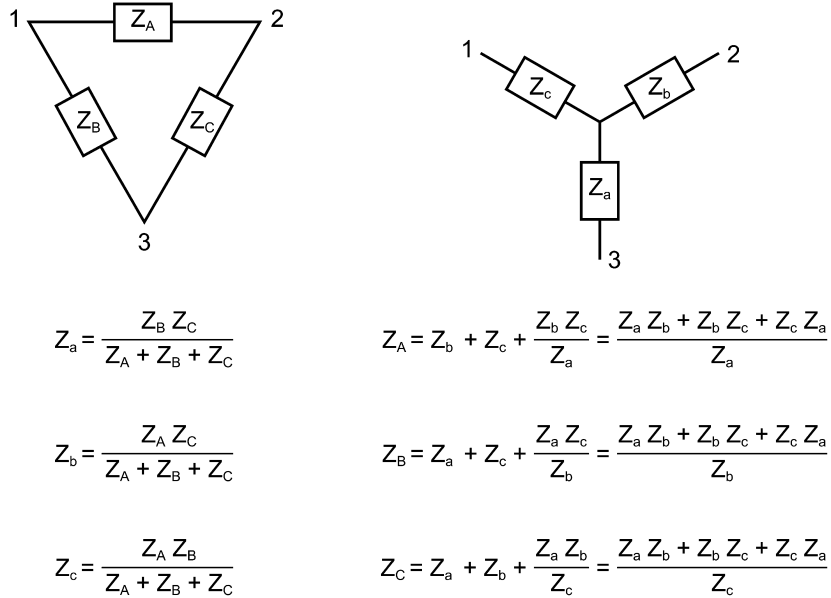 1 Z_A 2
Z_B Z_C
3
1 2
Z_c Z_b
Z_a
3
Z_a = Z_B Z_C / (Z_A + Z_B + Z_C)
Z_A = Z_b + Z_c + Z_b Z_c / Z_a = (Z_a Z_b + Z_b Z_c + Z_c Z_a) / Z_a
Z_b = Z_A Z_C / (Z_A + Z_B + Z_C)
Z_B = Z_a + Z_c + Z_a Z_c / Z_b = (Z_a Z_b + Z_b Z_c + Z_c Z_a) / Z_b
Z_c = Z_A Z_B / (Z_A + Z_B + Z_C)
Z_C = Z_a + Z_b + Z_a Z_b / Z_c = (Z_a Z_b + Z_b Z_c + Z_c Z_a) / Z_c